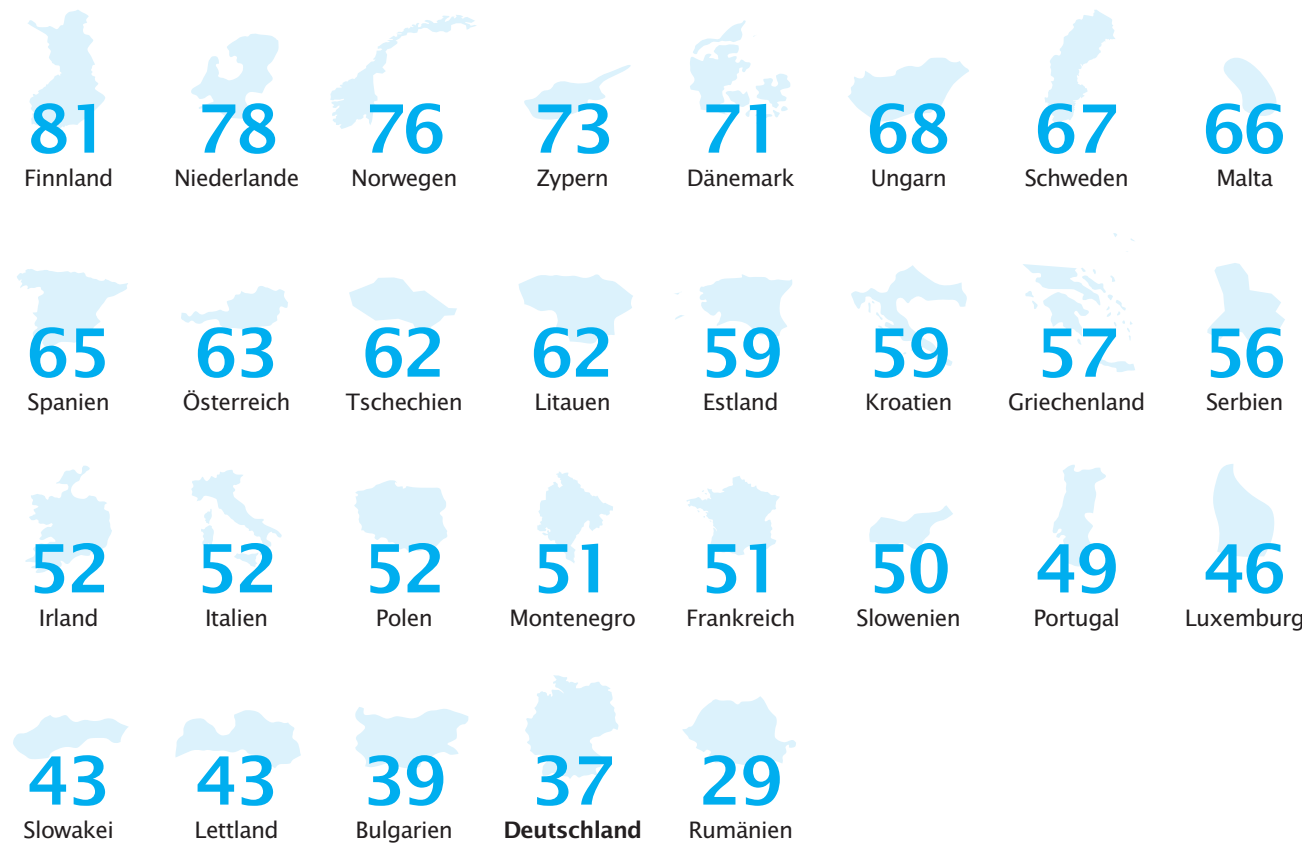 81 78 76 73 71 68 67 66
Finnland Niederlande Norwegen Zypern Dänemark Ungarn Schweden Malta
65 63 62 62 59 59 57 56
Spanien Österreich Tschechien Litauen Estland Kroatien Griechenland Serbien
52 52 52 51 51 50 49 46
Irland Italien Polen Montenegro Frankreich Slowenien Portugal Luxemburg
43 43 39 37 29
Slowakei Lettland Bulgarien Deutschland Rumänien